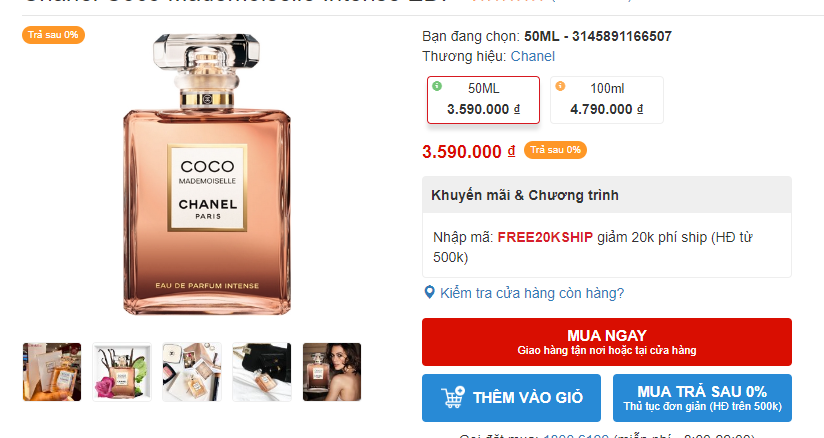 Trả sau 0%
COCO
MADEMOISELLE
CHANEL
PARIS
EAU DE PARFUM INTENSE
Bạn đang chọn: 50ML - 3145891166507
Thương hiệu: Chanel
50ML
3.590.000 ₫
100ml
4.790.000 ₫
3.590.000 ₫ Trả sau 0%
Khuyến mãi & Chương trình
Nhập mã: FREE20KSHIP giảm 20k phí ship (HĐ từ
500k)
Kiểm tra cửa hàng còn hàng?
MUA NGAY
Giao hàng tận nơi hoặc tại cửa hàng
THÊM VÀO GIỎ
MUA TRẢ SAU 0%
Thủ tục đơn giản (HĐ trên 500k)